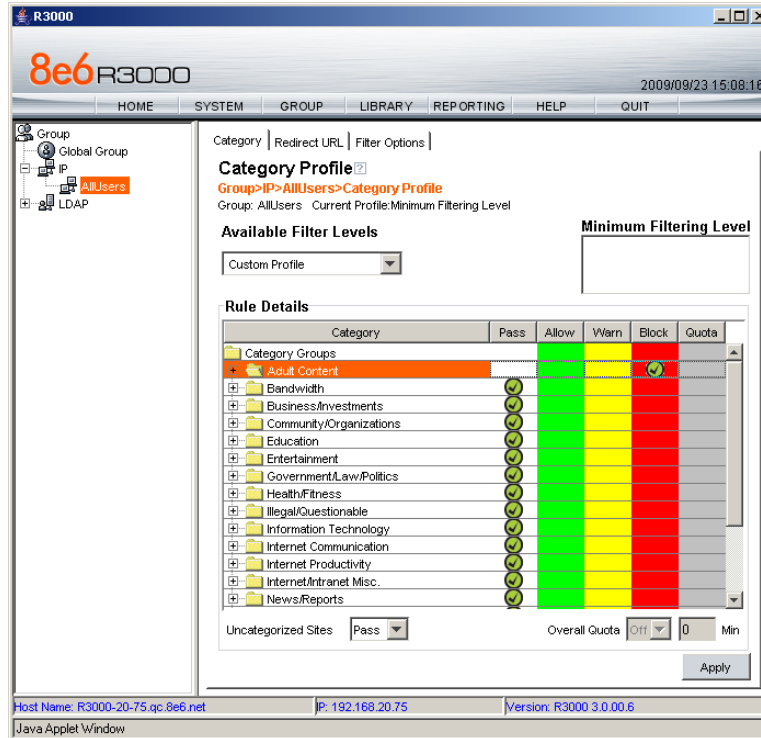 R3000
8e6 R3000
2009/09/23 15:08:16
HOME SYSTEM GROUP LIBRARY REPORTING HELP QUIT
Group
Global Group
IP
AllUsers
LDAP
Category Redirect URL Filter Options
Category Profile ?
Group>IP>AllUsers>Category Profile
Group: AllUsers Current Profile:Minimum Filtering Level
Available Filter Levels
Minimum Filtering Level
Custom Profile
Rule Details
Category Pass Allow Warn Block Quota
Category Groups
Adult Content
Bandwidth
Business/Investments
Community/Organizations
Education
Entertainment
Government/Law/Politics
Health/Fitness
Illegal/Questionable
Information Technology
Internet Communication
Internet Productivity
Internet/Intranet Misc.
News/Reports
Uncategorized Sites Pass Overall Quota Off 0 Min
Apply
Host Name: R3000-20-75.qc.8e6.net IP: 192.168.20.75 Version: R3000 3.0.00.6
Java Applet Window